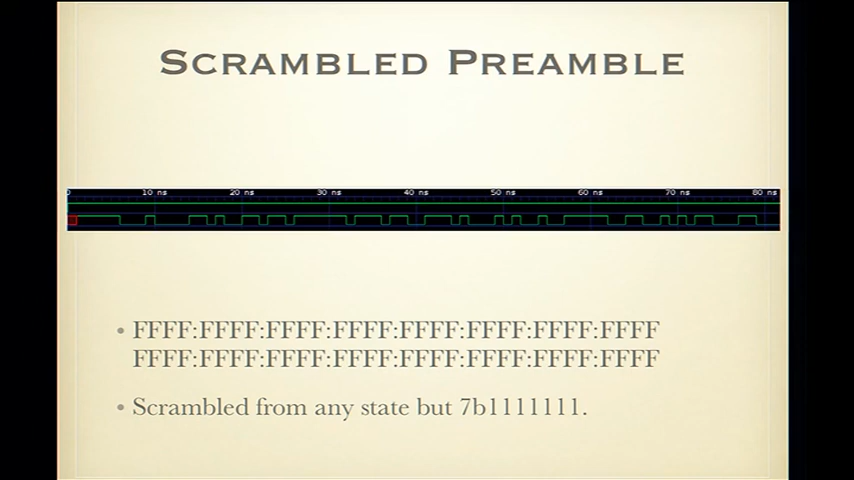 SCRAMBLED PREAMBLE
0 10 ns 20 ns 30 ns 40 ns 50 ns 60 ns 70 ns 80 ns
• FFFF:FFFF:FFFF:FFFF:FFFF:FFFF:FFFF:FFFF
FFFF:FFFF:FFFF:FFFF:FFFF:FFFF:FFFF:FFFF
• Scrambled from any state but 7b1111111.